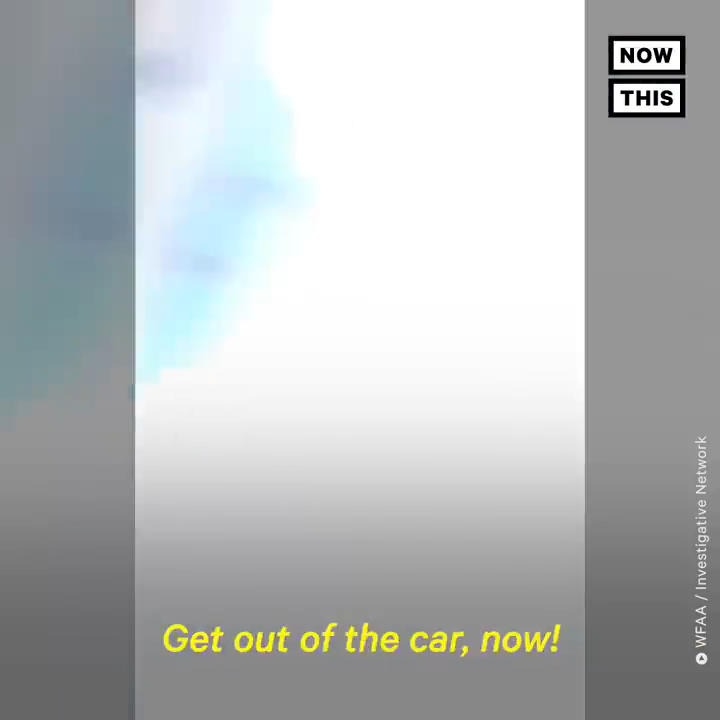 NOW
THIS
WFAA / Investigative Network
Get out of the car, now!